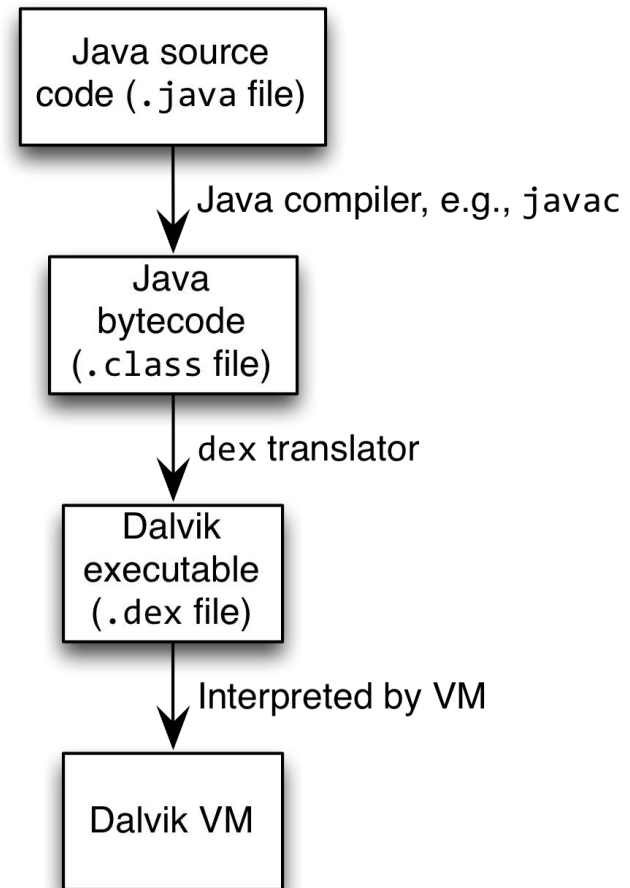 Java source
code (.java file)
Java compiler, e.g., javac
Java
bytecode
(.class file)
dex translator
Dalvik
executable
(.dex file)
Interpreted by VM
Dalvik VM